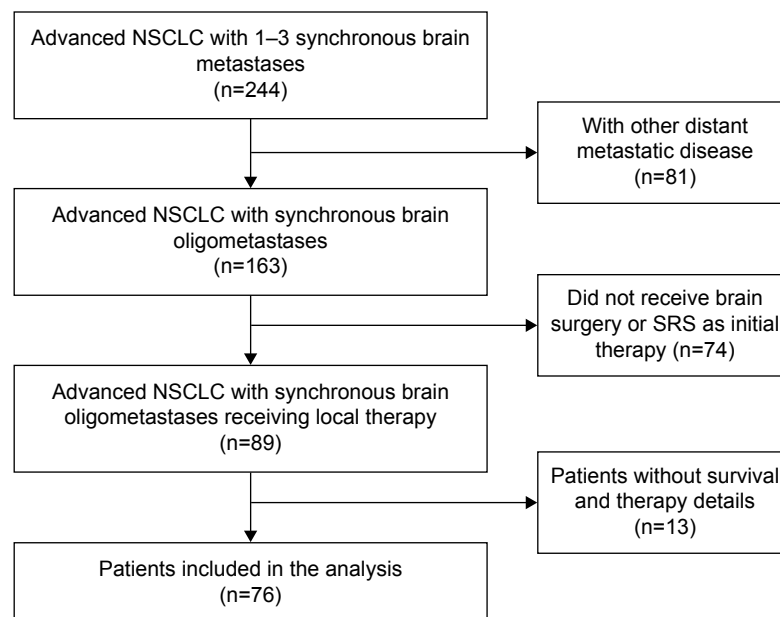 Advanced NSCLC with 1–3 synchronous brain
metastases
(n=244)
With other distant
metastatic disease
(n=81)
Advanced NSCLC with synchronous brain
oligometastases
(n=163)
Did not receive brain
surgery or SRS as initial
therapy (n=74)
Advanced NSCLC with synchronous brain
oligometastases receiving local therapy
(n=89)
Patients without survival
and therapy details
(n=13)
Patients included in the analysis
(n=76)